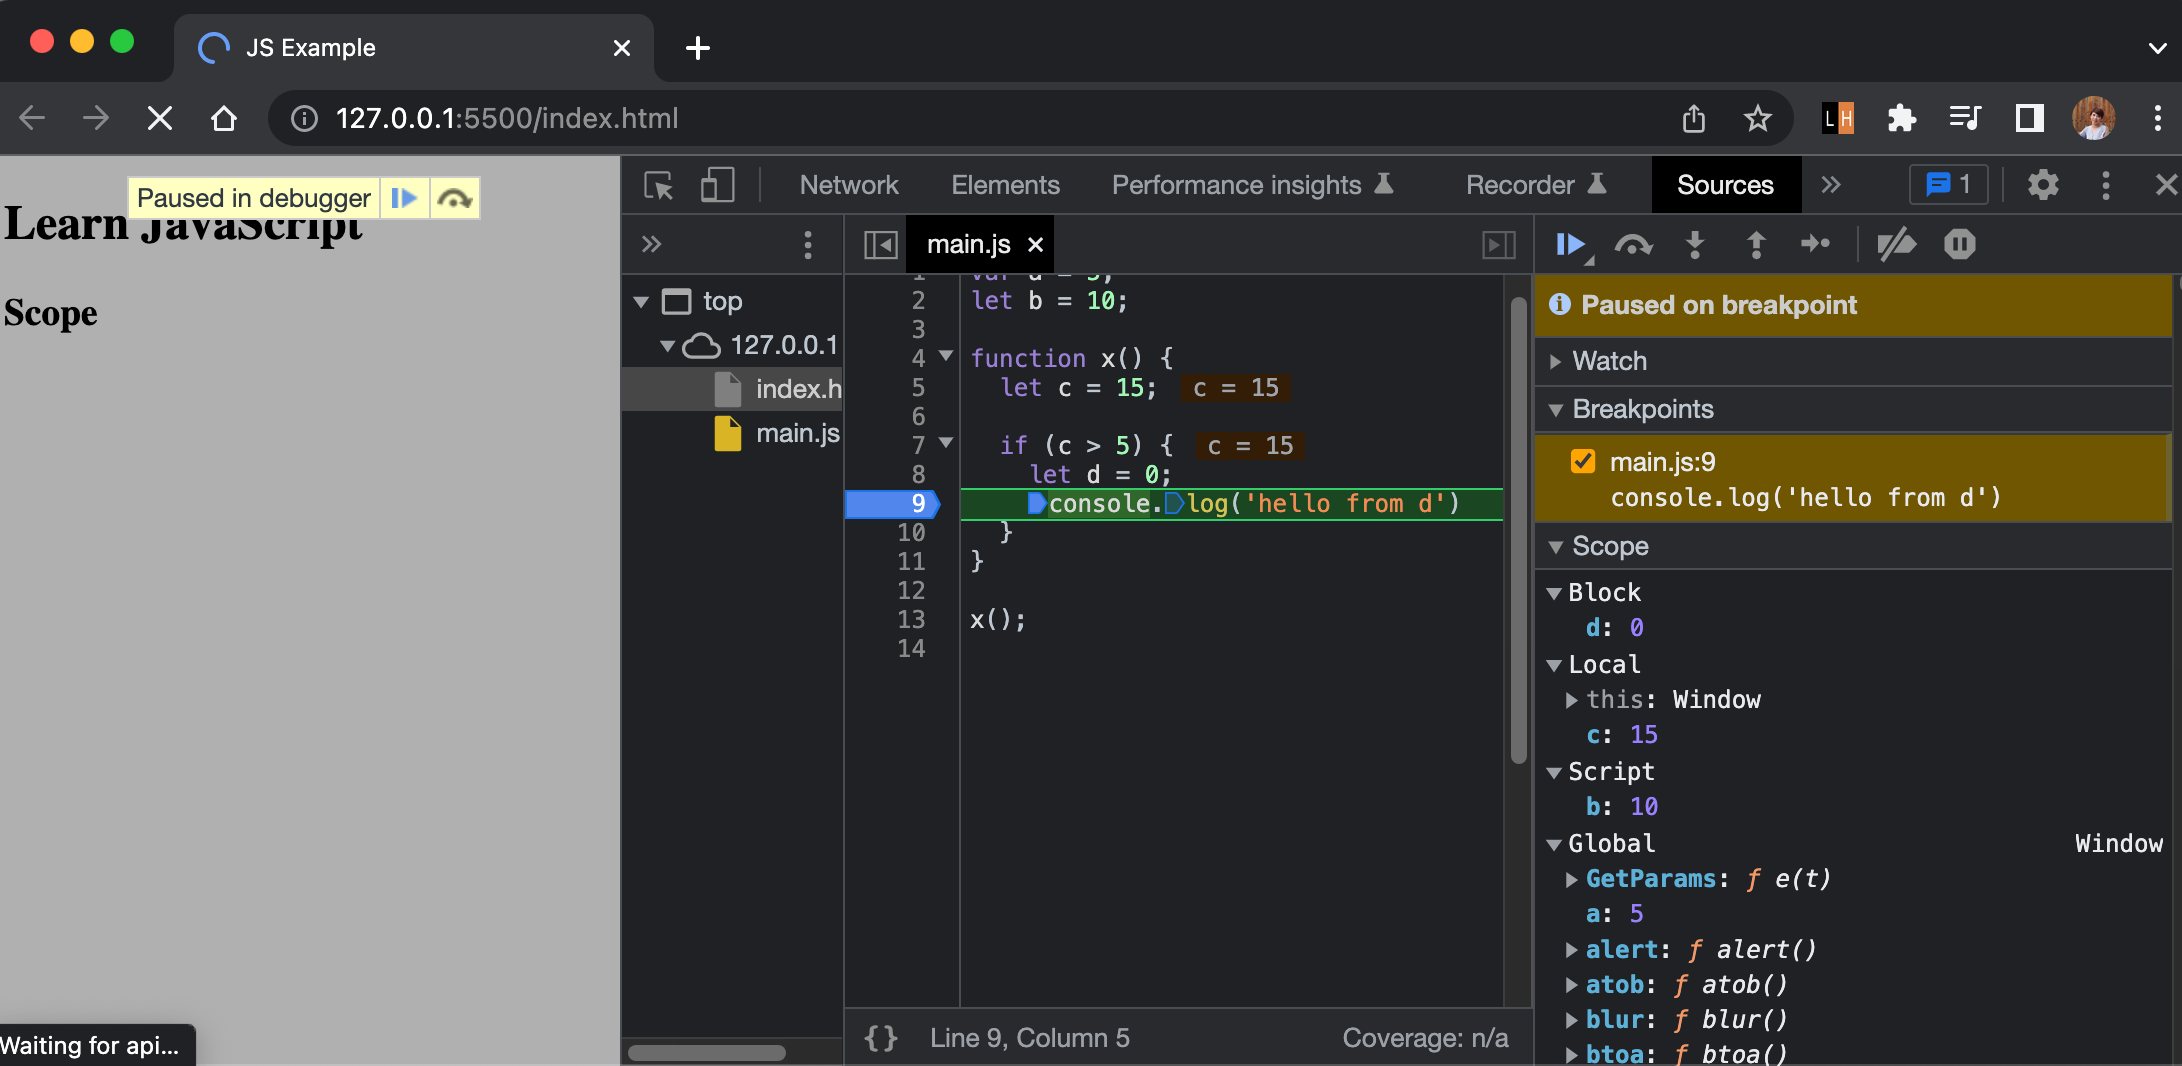 JS Example
127.0.0.1:5500/index.html
LH
Paused in debugger
Learn JavaScript
Scope
Waiting for api...
Network
Elements
Performance insights
Recorder
Sources
1
top
127.0.0.1
index.h
main.js
main.js
1 var a = 5;
2 let b = 10;
3
4 function x() {
5 let c = 15; c = 15
6
7 if (c > 5) { c = 15
8 let d = 0;
9 console.log('hello from d')
10 }
11 }
12
13 x();
14
{} Line 9, Column 5
Coverage: n/a
Paused on breakpoint
Watch
Breakpoints
main.js:9
console.log('hello from d')
Scope
Block
d: 0
Local
this: Window
c: 15
Script
b: 10
Global Window
GetParams: ƒ e(t)
a: 5
alert: ƒ alert()
atob: ƒ atob()
blur: ƒ blur()
btoa: ƒ btoa()